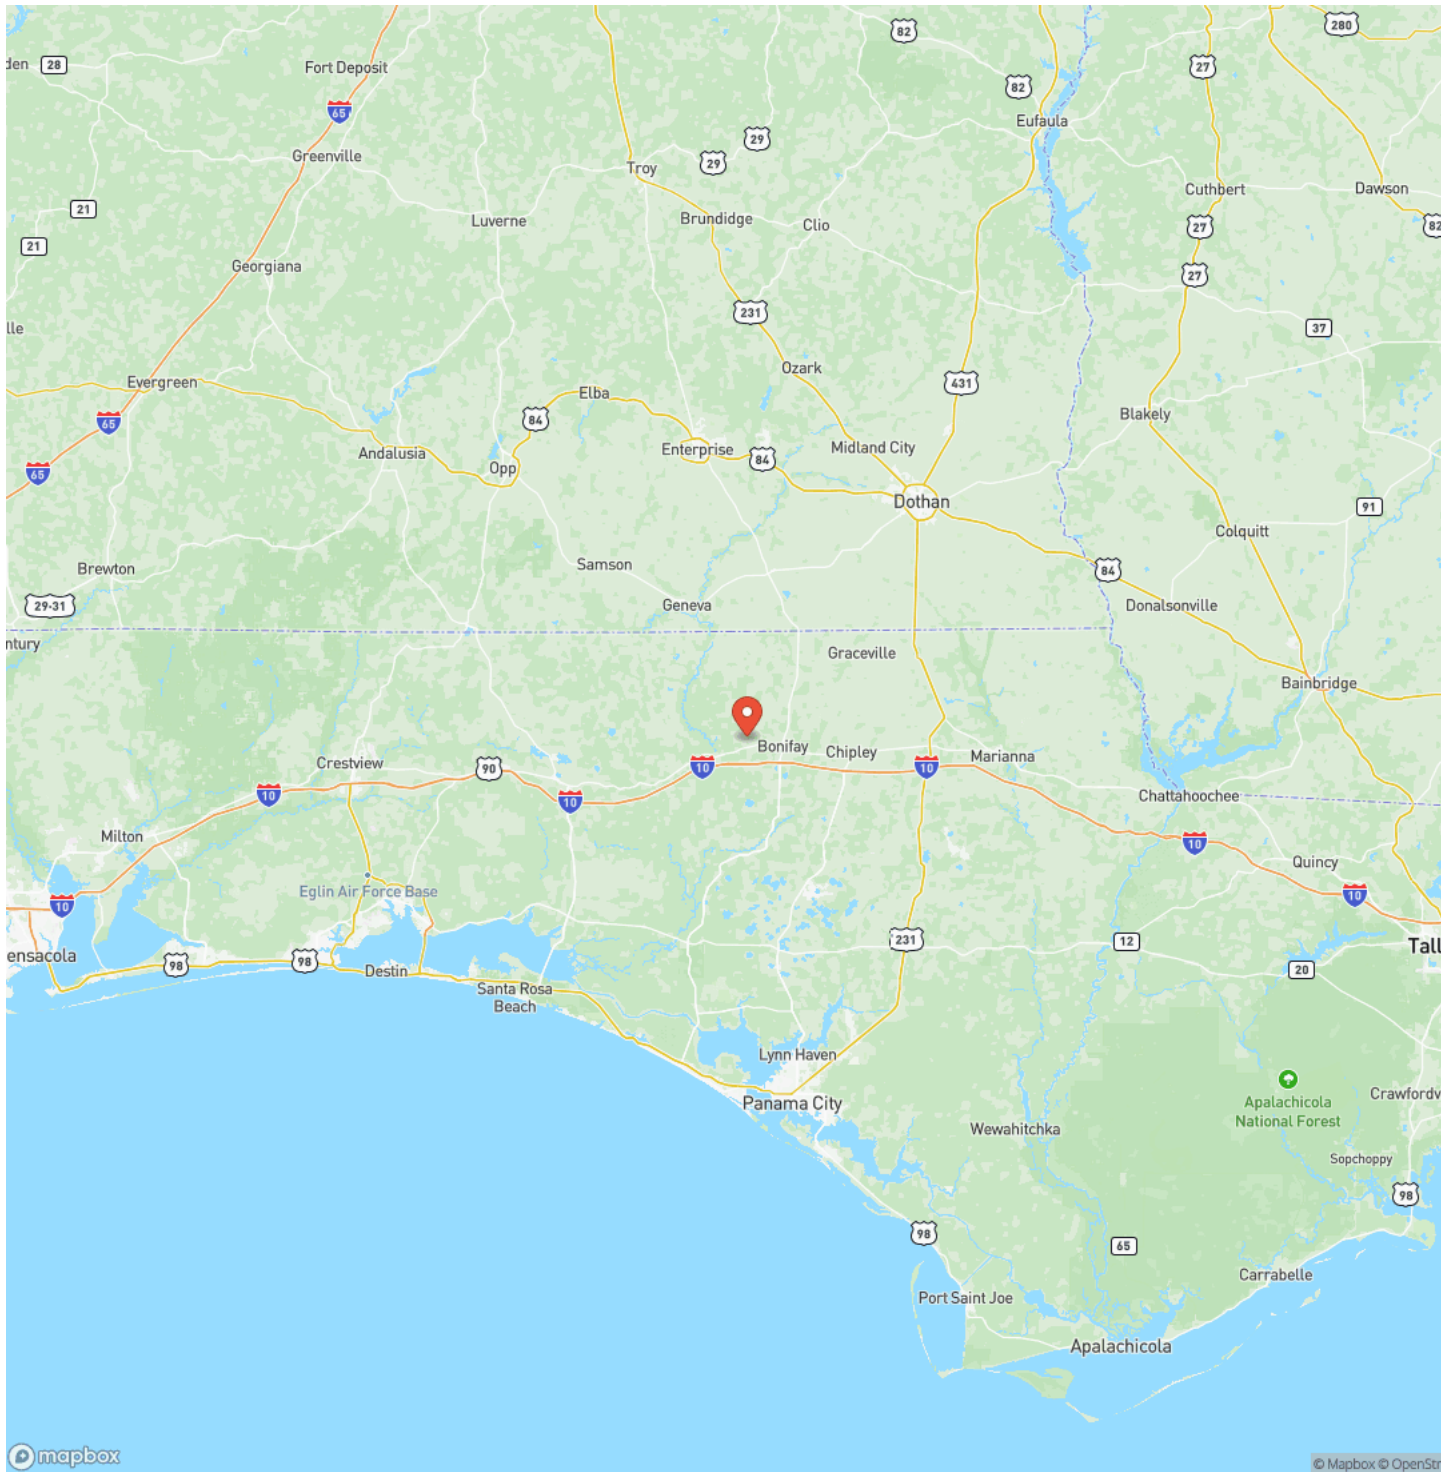 82
280
den
28
27
Fort Deposit
82
65
Eufaula
29
Greenville
29
Troy
Cuthbert
Dawson
21
Brundidge
Luverne
Clio
27
82
21
Georgiana
27
231
lle
37
Ozark
Evergreen
431
Elba
Blakely
84
65
Enterprise
Midland City
Andalusia
84
Opp
65
Dothan
91
Colquitt
Samson
Brewton
84
29-31
Geneva
Donalsonville
ntury
Graceville
Bainbridge
Bonifay
Chipley
Marianna
Crestview
90
10
10
10
10
Chattahoochee
Milton
10
Quincy
Eglin Air Force Base
10
10
231
12
ensacola
Tall
98
98
Destin
20
Santa Rosa
Beach
Lynn Haven
Panama City
Apalachicola
National Forest
Crawfordv
Wewahitchka
Sopchoppy
98
98
65
Carrabelle
Port Saint Joe
Apalachicola
mapbox
© Mapbox © OpenStr